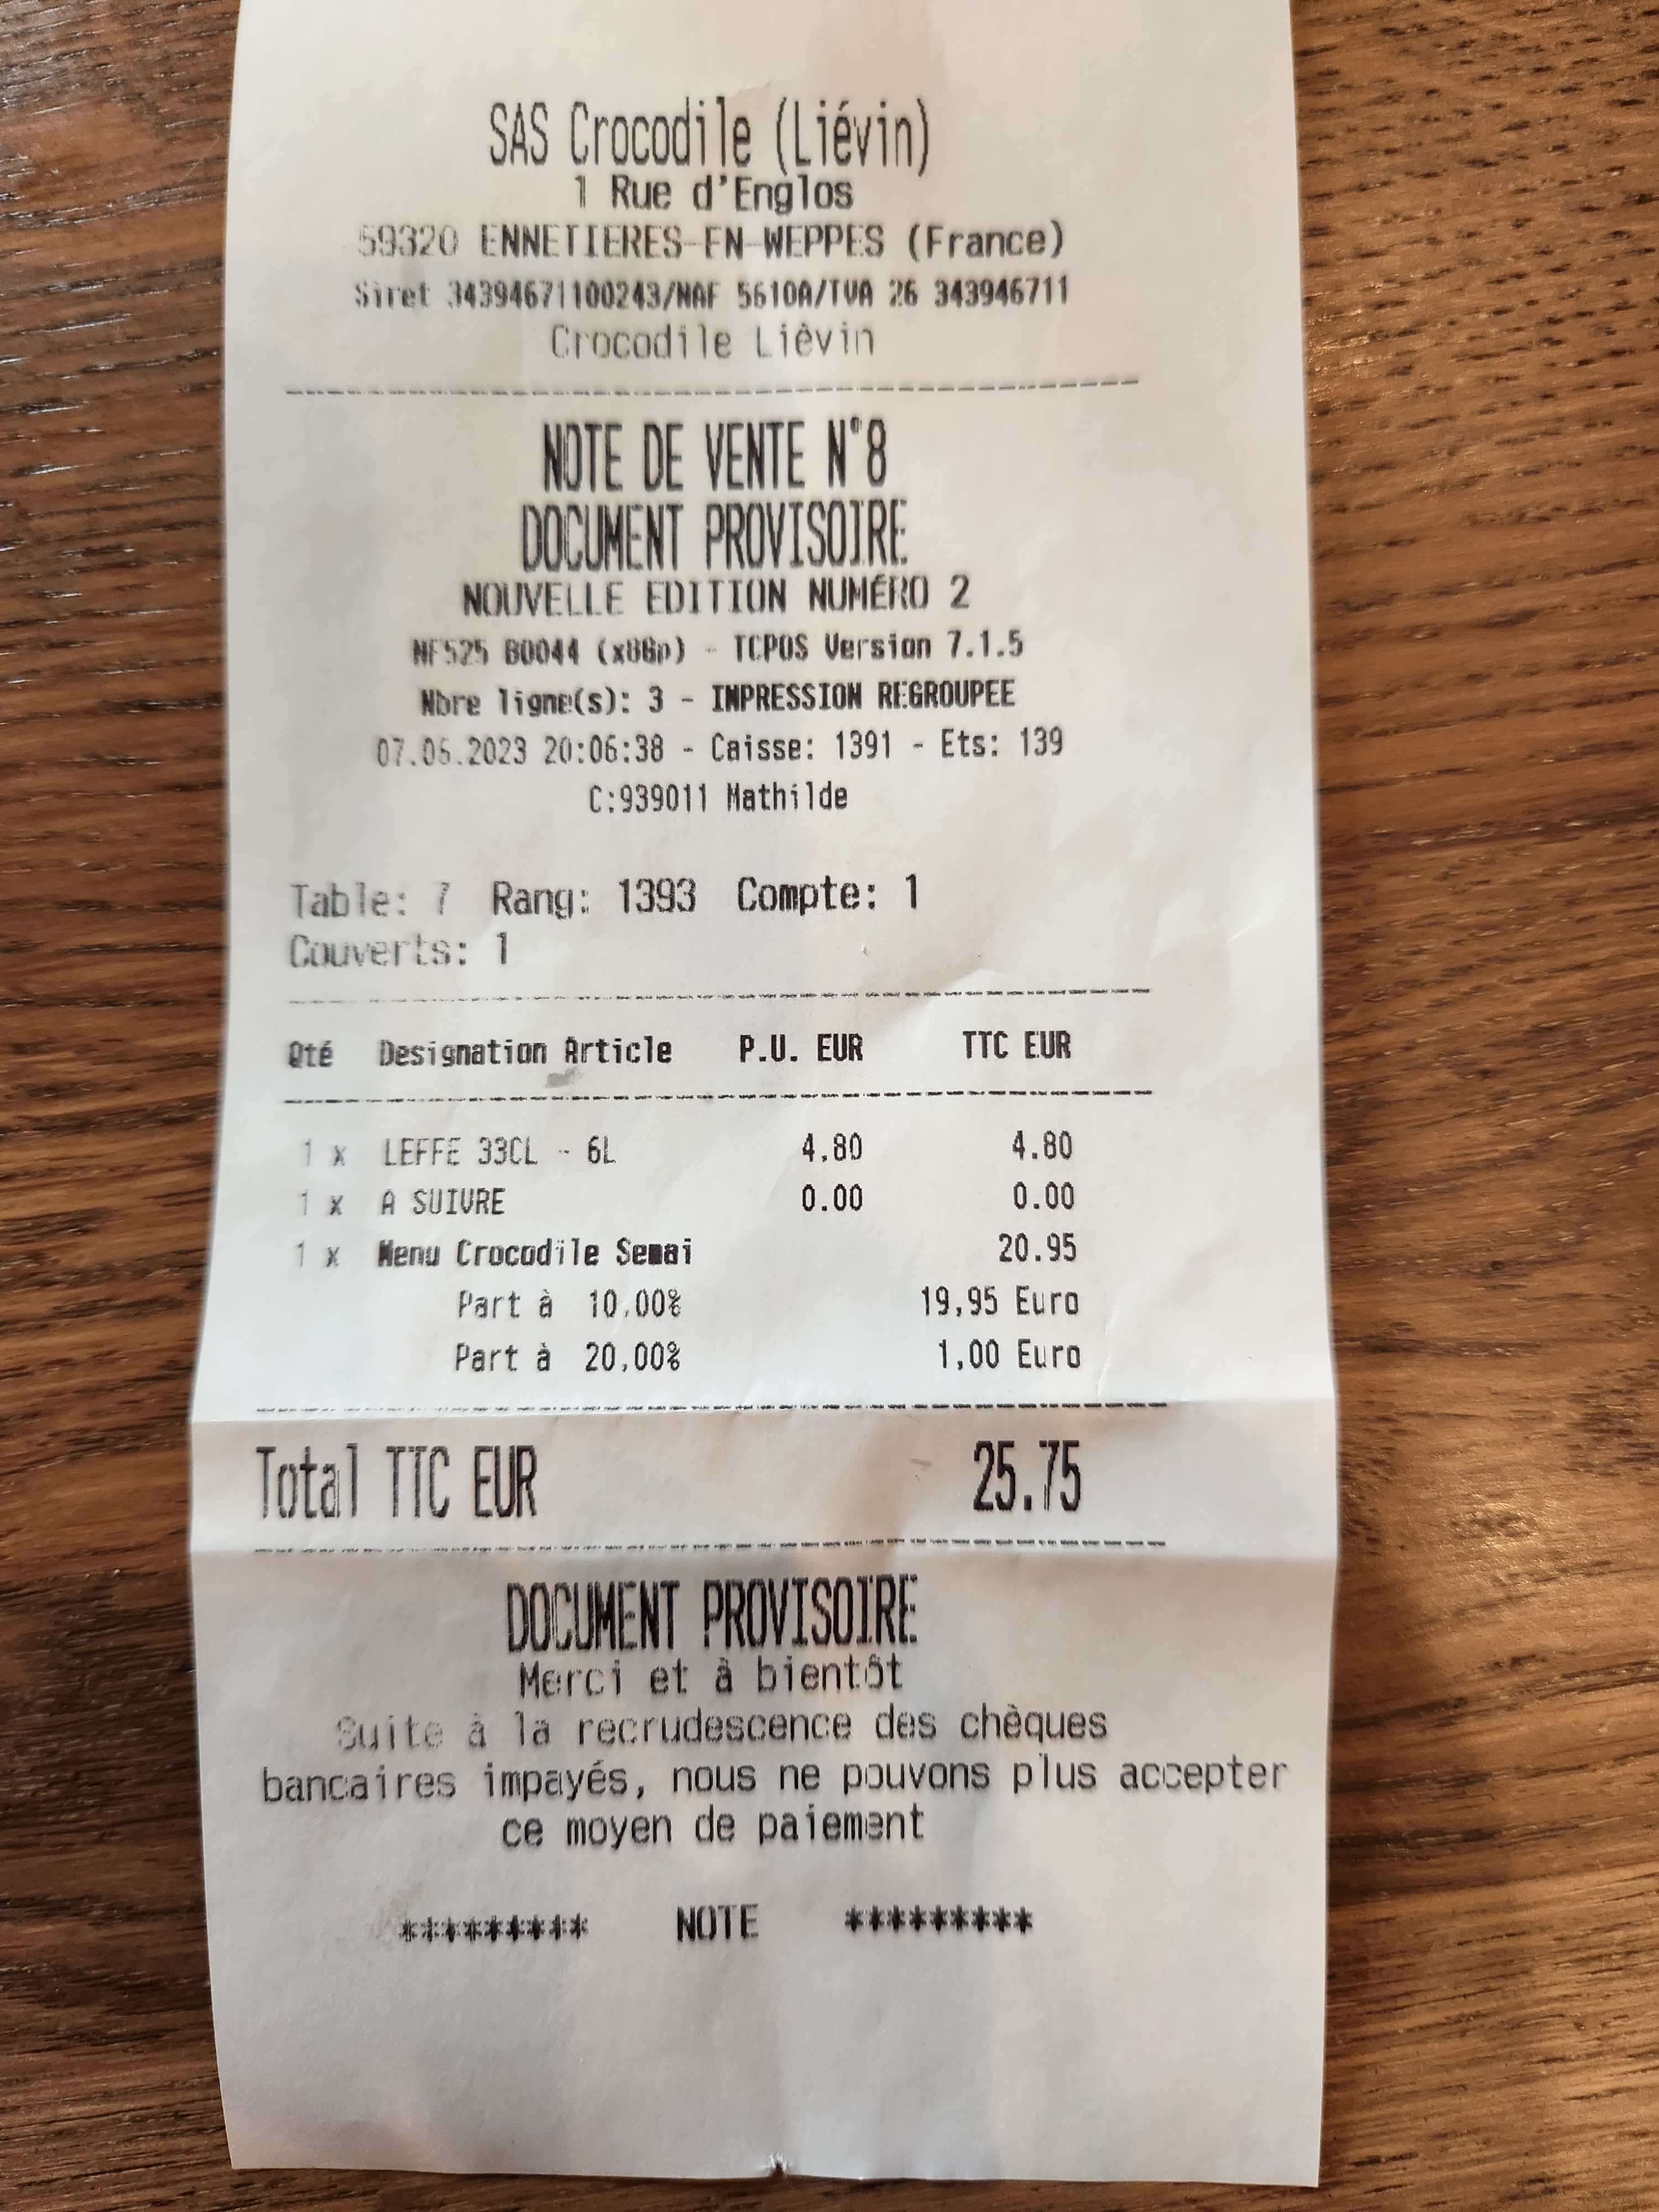 SAS Crocodile (Liévin)
1 Rue d'Englos
59320 ENNETIERES-EN-WEPPES (France)
Siret 34394671100243/NAF 5610A/TVA 26 343946711
Crocodile Liévin
NOTE DE VENTE N°8
DOCUMENT PROVISOIRE
NOUVELLE EDITION NUMÉRO 2
NF525 B0044 - TCPOS Version 7.1.5
Nbre ligne(s): 3 - IMPRESSION REGROUPEE
20:06:38 - Caisse: 1391 - Ets: 139
C:939011 Mathilde
Table: 7 Rang: 1393 Compte: 1
Couverts: 1
Qté Designation Article P.U. EUR TTC EUR
1 x LEFFE 33CL - 6L 4.80 4.80
1 x A SUIVRE 0.00 0.00
1 x Menu Crocodile Semai 20.95
Part à 10,00% 19,95 Euro
Part à 20,00% 1,00 Euro
Total TTC EUR 25.75
DOCUMENT PROVISOIRE
Merci et à bientôt
Suite à la recrudescence des chèques
bancaires impayés, nous ne pouvons plus accepter
ce moyen de paiement
********* NOTE *********